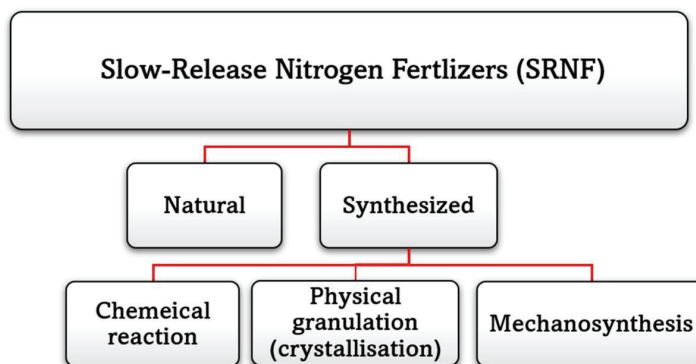 Slow-Release Nitrogen Fertlizers (SRNF)
Natural
Synthesized
Chemeical
reaction
Physical
granulation
(crystallisation)
Mechanosynthesis